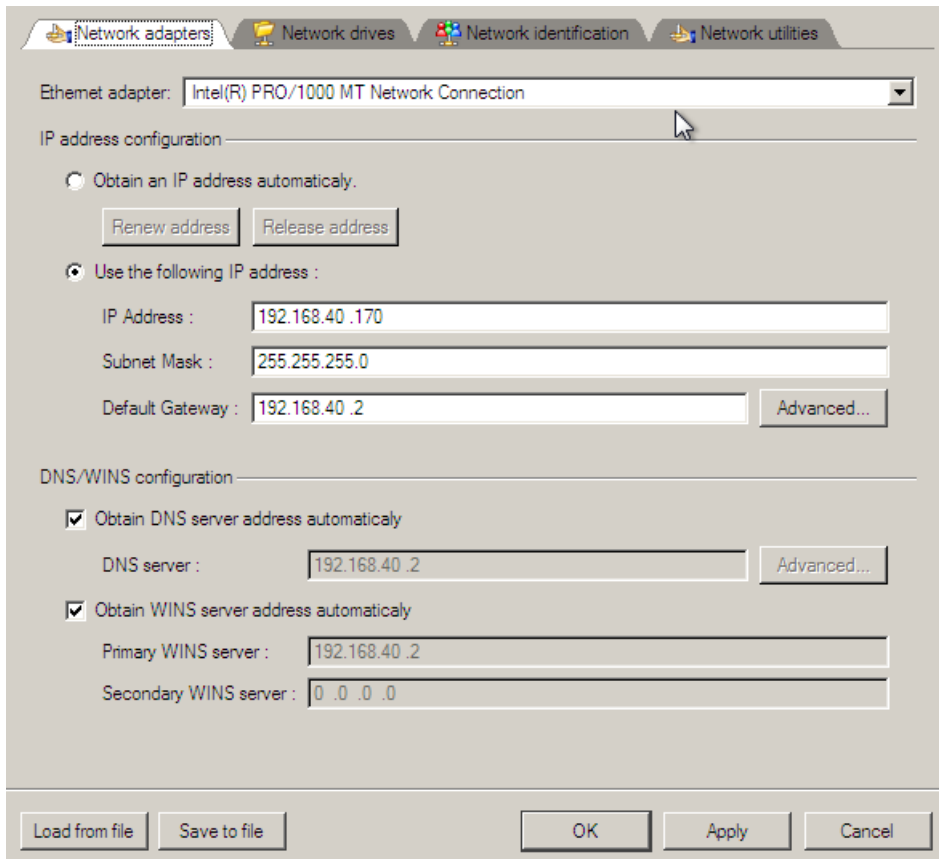 Network adapters Network drives Network identification Network utilities
Ethernet adapter: Intel(R) PRO/1000 MT Network Connection
IP address configuration
Obtain an IP address automaticaly.
Renew address Release address
Use the following IP address :
IP Address : 192.168.40 .170
Subnet Mask : 255.255.255.0
Default Gateway : 192.168.40 .2 Advanced...
DNS/WINS configuration
Obtain DNS server address automaticaly
DNS server : 192.168.40 .2 Advanced...
Obtain WINS server address automaticaly
Primary WINS server : 192.168.40 .2
Secondary WINS server : 0 .0 .0 .0
Load from file Save to file OK Apply Cancel